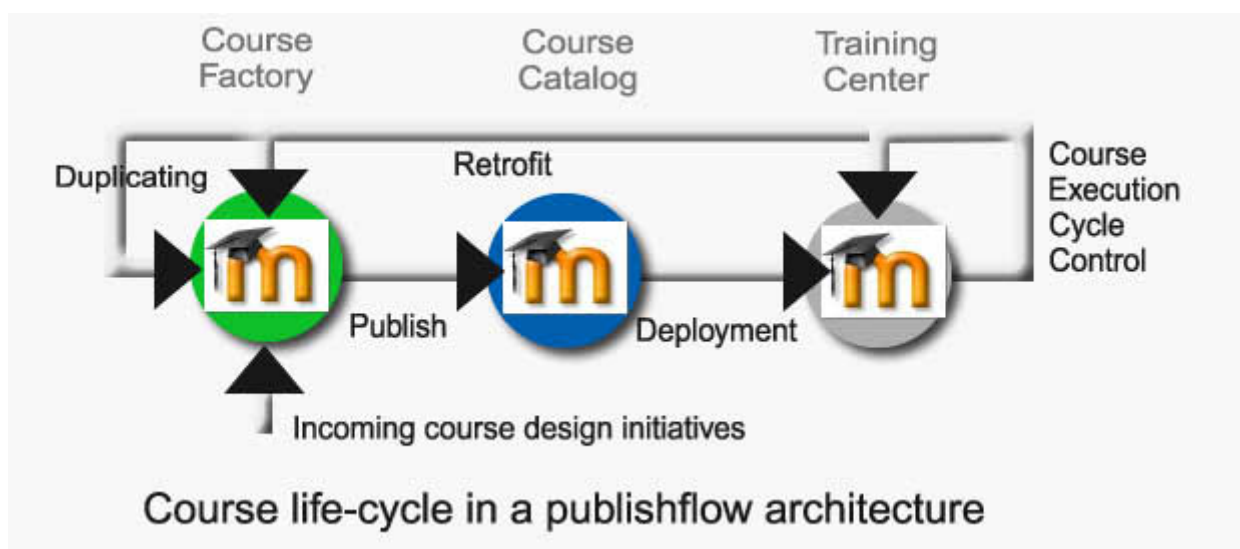 Course
Factory
Course
Catalog
Training
Center
Duplicating
Retrofit
Course
Execution
Cycle
Control
m
m
m
Publish
Deployment
Incoming course design initiatives
Course life-cycle in a publishflow architecture